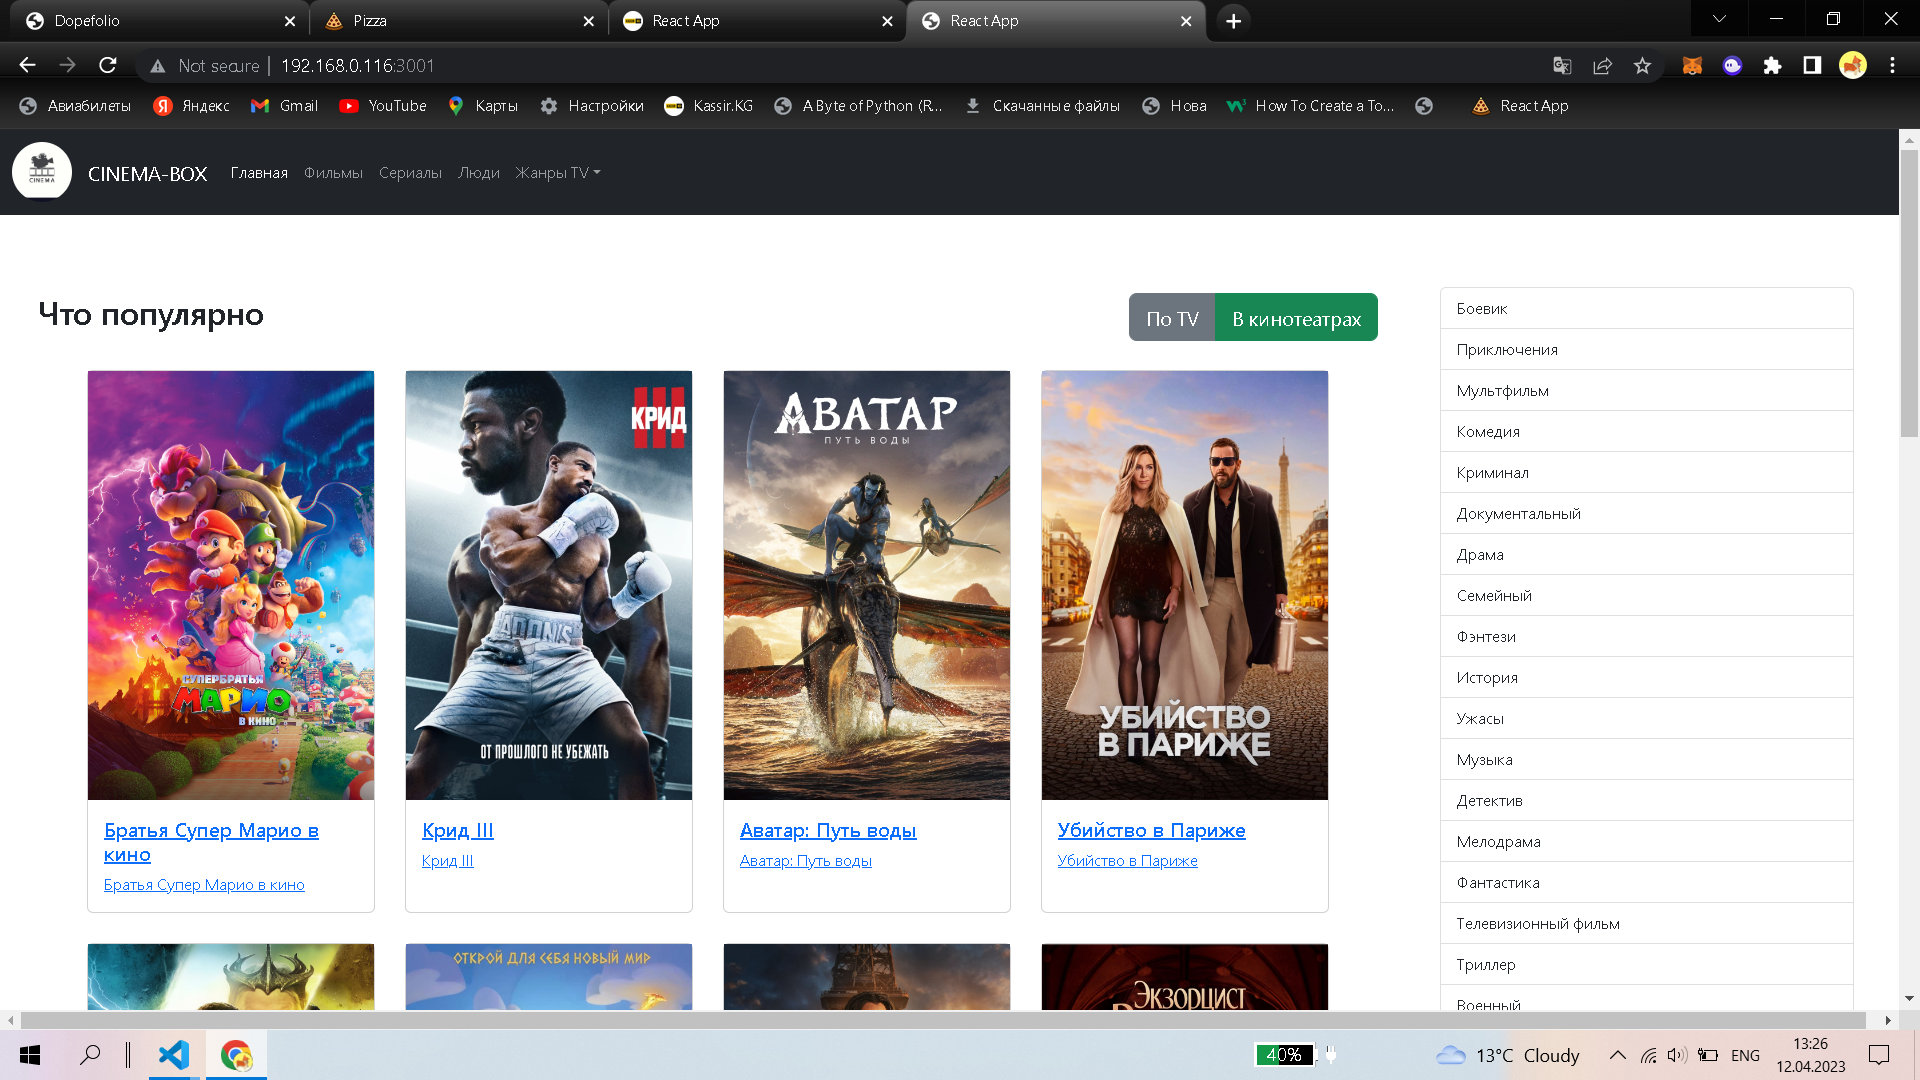 Dopefolio
Pizza
React App
React App
Not secure
192.168.0.116:3001
Авиабилеты
Яндекс
Gmail
YouTube
Карты
Настройки
Kassir.KG
A Byte of Python (R...
Скачанные файлы
Нова
How To Create a To...
React App
CINEMA
CINEMA-BOX
Главная
Фильмы
Сериалы
Люди
Жанры TV
Что популярно
По TV
В кинотеатрах
СУПЕРБРАТЬЯ
МАРИО
В КИНО
III
КРИД
ADONIS
ОТ ПРОШЛОГО НЕ УБЕЖАТЬ
АВАТАР
ПУТЬ ВОДЫ
УБИЙСТВО
В ПАРИЖЕ
Братья Супер Марио в
кино
Братья Супер Марио в кино
Крид III
Крид III
Аватар: Путь воды
Аватар: Путь воды
Убийство в Париже
Убийство в Париже
ОТКРОЙ ДЛЯ СЕБЯ НОВЫЙ МИР
ЭКЗОРЦИСТ
Боевик
Приключения
Мультфильм
Комедия
Криминал
Документальный
Драма
Семейный
Фэнтези
История
Ужасы
Музыка
Детектив
Мелодрама
Фантастика
Телевизионный фильм
Триллер
Военный
40%
13°C Cloudy
ENG
13:26
12.04.2023